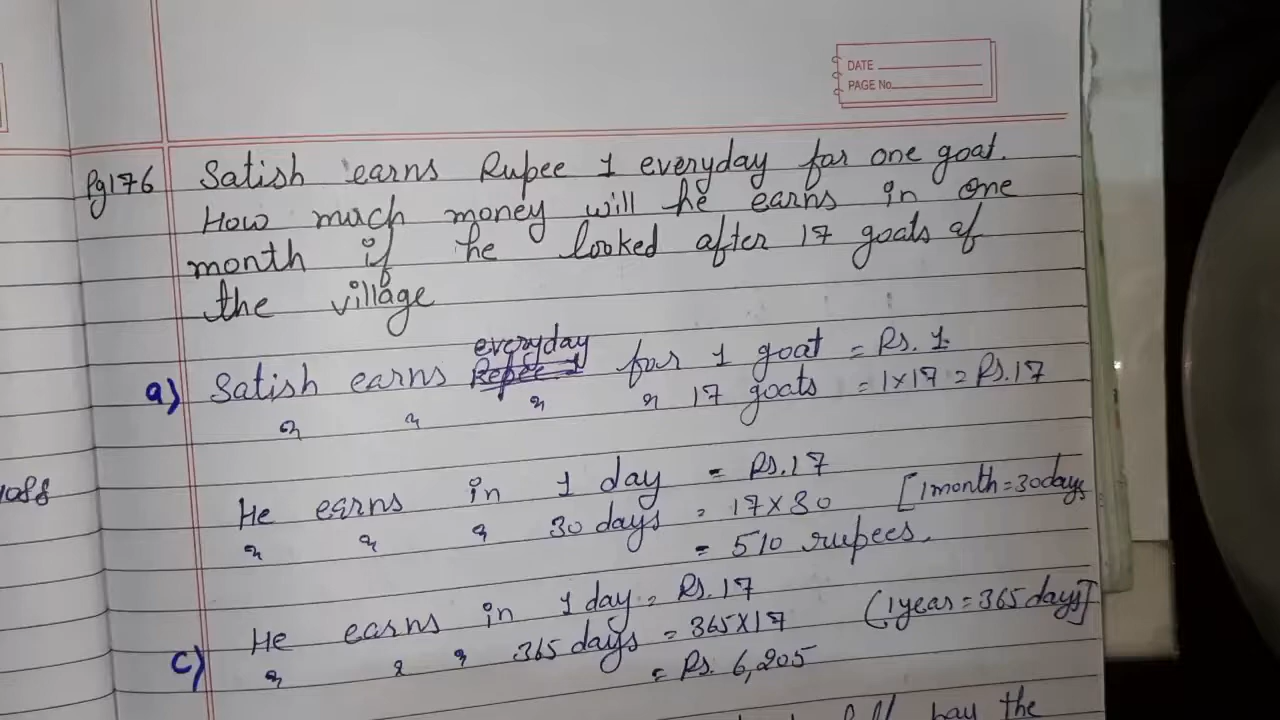 DATE
PAGE No.
Pg176 Satish earns Rupee 1 everyday for one goat.
How much money will he earns in one
month if he looked after 17 goats of
the village
everyday
a) Satish earns Rupee 1 for 1 goat = Rs. 1.
" " " " 17 goats = 1×17 = Rs.17
He earns in 1 day = Rs.17
1088
" " " 30 days = 17×30 [1month=30days
= 510 rupees.
He earns in 1 day = Rs.17 (1year=365days]
c) " " " 365 days = 365×17
= Rs. 6,205
pay the